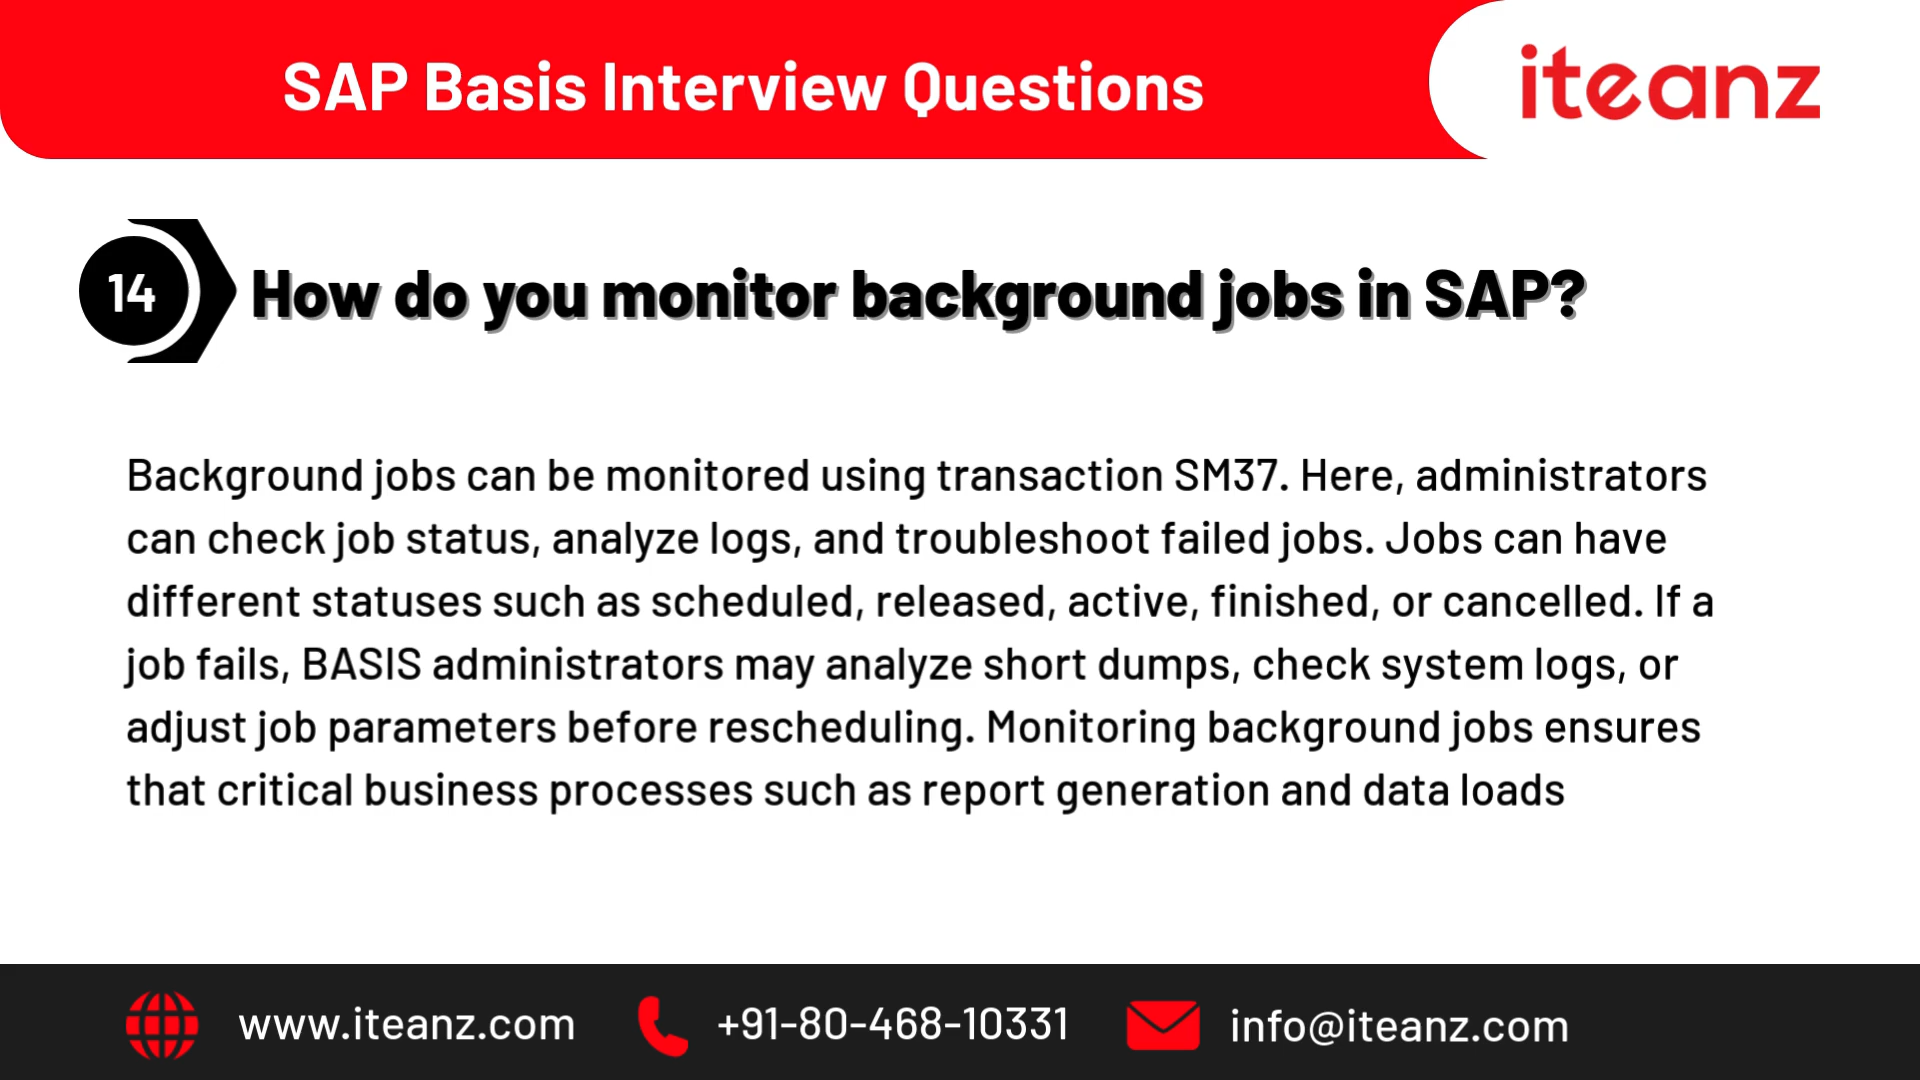 SAP Basis Interview Questions
iteanz
14
How do you monitor background jobs in SAP?
Background jobs can be monitored using transaction SM37. Here, administrators
can check job status, analyze logs, and troubleshoot failed jobs. Jobs can have
different statuses such as scheduled, released, active, finished, or cancelled. If a
job fails, BASIS administrators may analyze short dumps, check system logs, or
adjust job parameters before rescheduling. Monitoring background jobs ensures
that critical business processes such as report generation and data loads
www.iteanz.com
+91-80-468-10331
info@iteanz.com